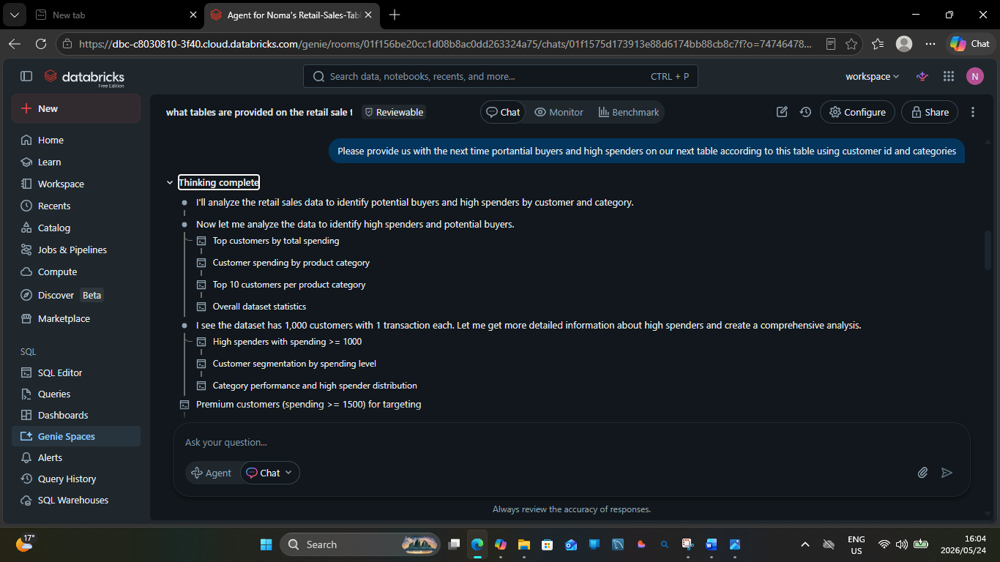 New tab
Agent for Noma's Retail-Sales-Tab
https://dbc-c8030810-3f40.cloud.databricks.com/genie/rooms/01f156be20cc1d08b8ac0dd263324a75/chats/01f1575d173913e88d6174bb88cb8c7f?o=74746478...
Chat
databricks
Free Edition
Search data, notebooks, recents, and more...
CTRL + P
workspace
N
New
Home
Learn
Workspace
Recents
Catalog
Jobs & Pipelines
Compute
Discover Beta
Marketplace
SQL
SQL Editor
Queries
Dashboards
Genie Spaces
Alerts
Query History
SQL Warehouses
what tables are provided on the retail sale t
Reviewable
Chat
Monitor
Benchmark
Configure
Share
Please provide us with the next time portantial buyers and high spenders on our next table according to this table using customer id and categories
Thinking complete
I'll analyze the retail sales data to identify potential buyers and high spenders by customer and category.
Now let me analyze the data to identify high spenders and potential buyers.
Top customers by total spending
Customer spending by product category
Top 10 customers per product category
Overall dataset statistics
I see the dataset has 1,000 customers with 1 transaction each. Let me get more detailed information about high spenders and create a comprehensive analysis.
High spenders with spending >= 1000
Customer segmentation by spending level
Category performance and high spender distribution
Premium customers (spending >= 1500) for targeting
Ask your question...
Agent
Chat
Always review the accuracy of responses.
17°
Search
ENG
US
16:04
2026/05/24